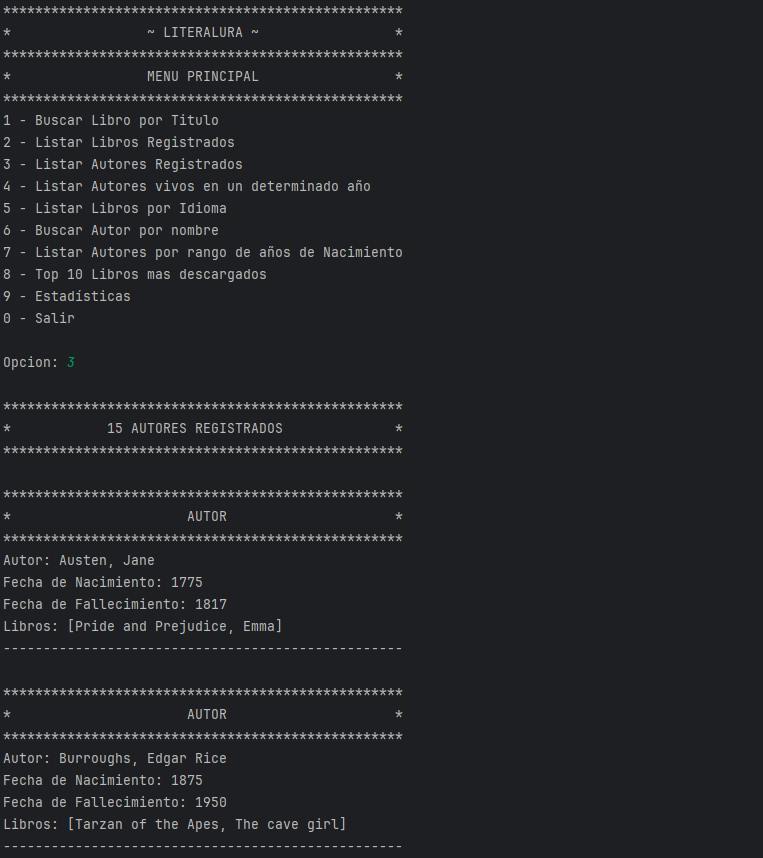 **************************************************
*                 ~ LITERALURA ~                 *
**************************************************
*                 MENU PRINCIPAL                 *
**************************************************
1 - Buscar Libro por Titulo
2 - Listar Libros Registrados
3 - Listar Autores Registrados
4 - Listar Autores vivos en un determinado año
5 - Listar Libros por Idioma
6 - Buscar Autor por nombre
7 - Listar Autores por rango de años de Nacimiento
8 - Top 10 Libros mas descargados
9 - Estadísticas
0 - Salir
Opcion: 3
**************************************************
*            15 AUTORES REGISTRADOS              *
**************************************************
**************************************************
*                      AUTOR                     *
**************************************************
Autor: Austen, Jane
Fecha de Nacimiento: 1775
Fecha de Fallecimiento: 1817
Libros: [Pride and Prejudice, Emma]
--------------------------------------------------
**************************************************
*                      AUTOR                     *
**************************************************
Autor: Burroughs, Edgar Rice
Fecha de Nacimiento: 1875
Fecha de Fallecimiento: 1950
Libros: [Tarzan of the Apes, The cave girl]
--------------------------------------------------